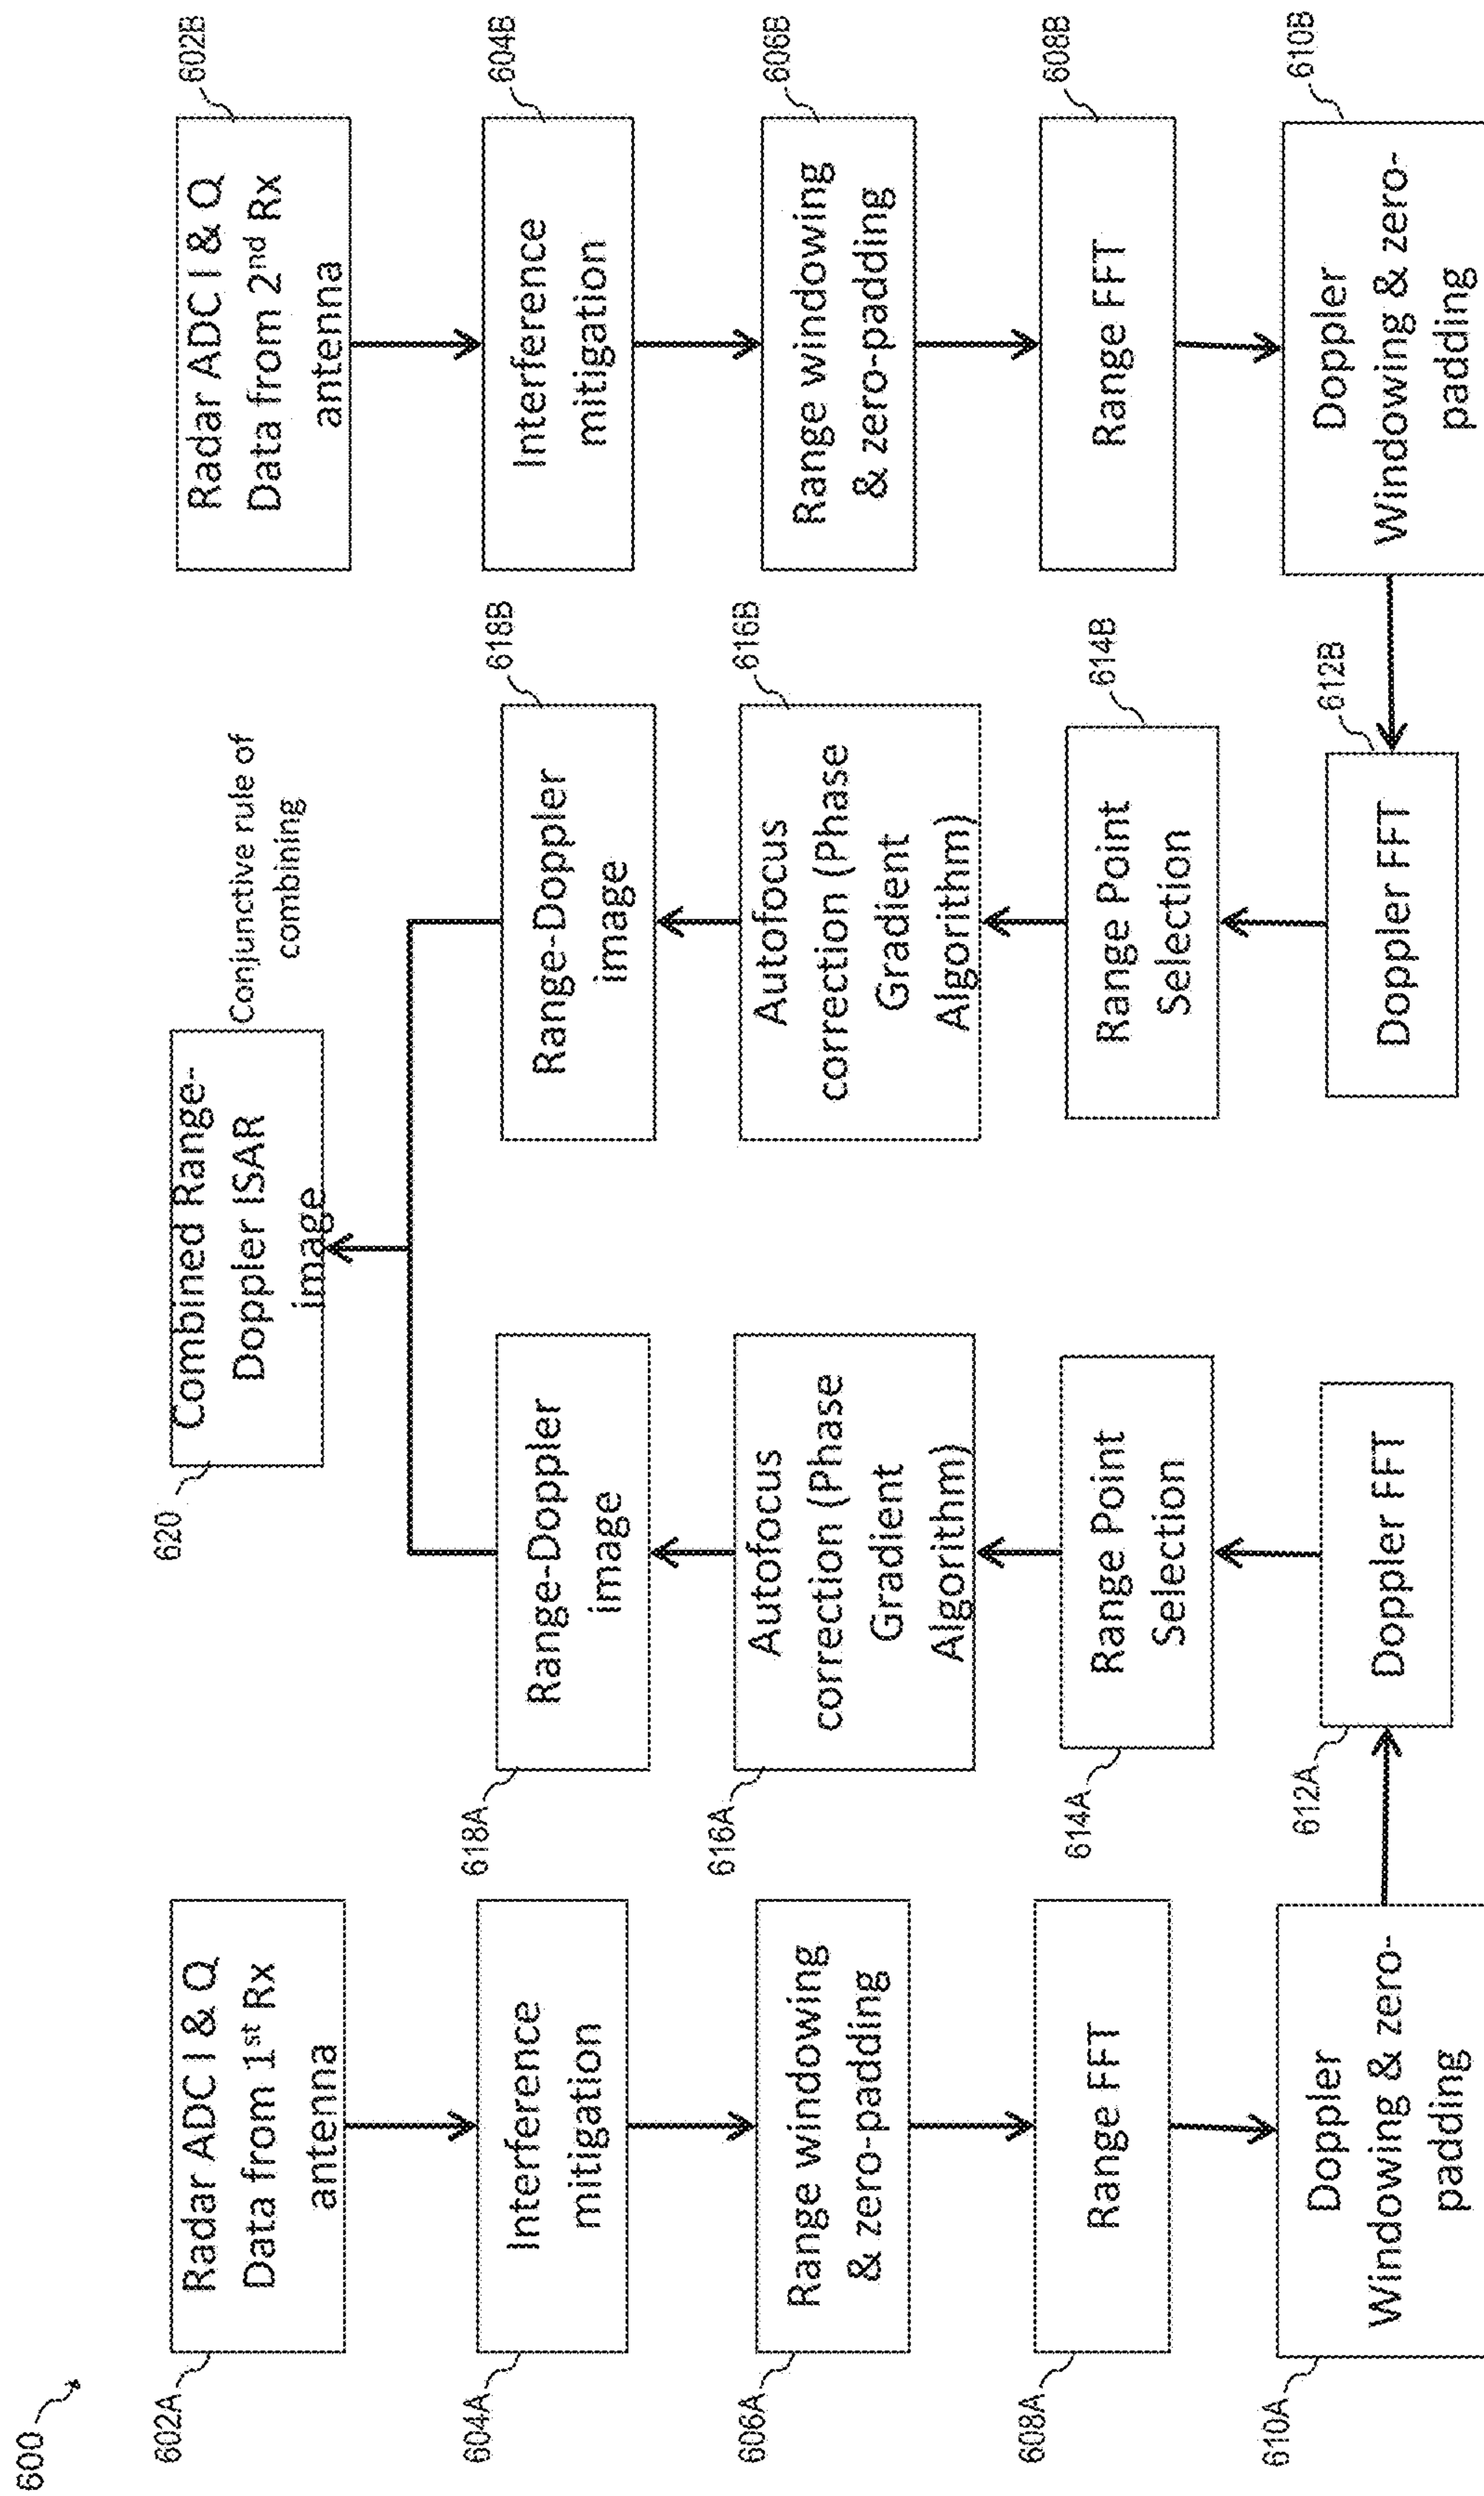 600
602A
Radar ADC I & Q
Data from 1st Rx
antenna
604A
Interference
mitigation
606A
Range windowing
& zero-padding
608A
Range FFT
610A
Doppler
Windowing & zero-
padding
612A
Doppler FFT
614A
Range Point
Selection
616A
Autofocus
correction (Phase
Gradient
Algorithm)
618A
Range-Doppler
image
620
Combined Range-
Doppler ISAR
image
Conjunctive rule of
combining
618B
Range-Doppler
image
616B
Autofocus
correction (Phase
Gradient
Algorithm)
614B
Range Point
Selection
612B
Doppler FFT
602B
Radar ADC I & Q
Data from 2nd Rx
antenna
604B
Interference
mitigation
606B
Range windowing
& zero-padding
608B
Range FFT
610B
Doppler
Windowing & zero-
padding